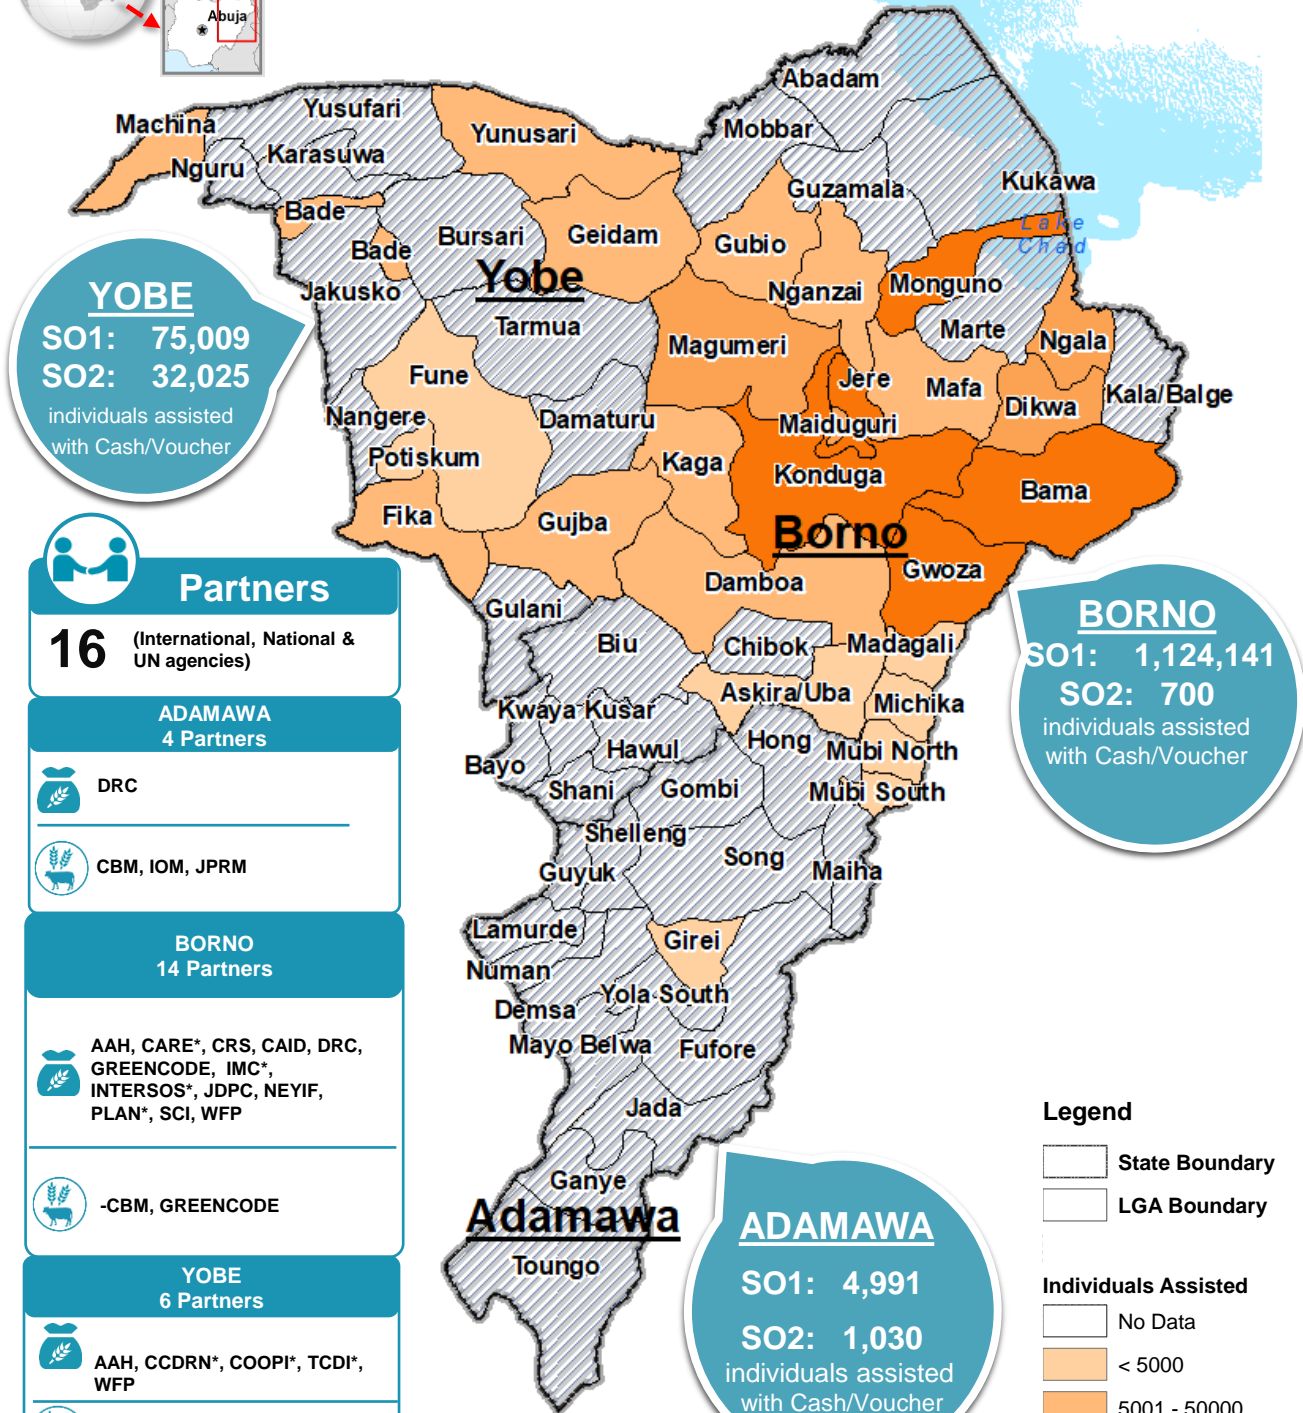 Abuja
Abadam
Yusufari
Machina
Yunusari
Mobbar
Karasuwa
Nguru
Guzamala
Kukawa
Bade
Lake
Chad
Bade
Bursari
Geidam
Gubio
Yobe
Jakusko
Nganzai
Monguno
Tarmua
Marte
Ngala
Magumeri
Fune
Jere
Mafa
Kala/Balge
Dikwa
Nangere
Damaturu
Maiduguri
Potiskum
Kaga
Konduga
Bama
Fika
Gujba
Borno
Damboa
Gwoza
Gulani
Biu
Chibok
Madagali
Askira/Uba
Michika
Kwaya Kusar
Hong
Mubi North
Hawul
Bayo
Shani
Gombi
Mubi South
Shelleng
Song
Guyuk
Maiha
Lamurde
Girei
Numan
Yola South
Demsa
Mayo Belwa
Fufore
Jada
Ganye
Adamawa
Toungo
YOBE
SO1: 75,009
SO2: 32,025
individuals assisted
with Cash/Voucher
BORNO
SO1: 1,124,141
SO2: 700
individuals assisted
with Cash/Voucher
ADAMAWA
SO1: 4,991
SO2: 1,030
individuals assisted
with Cash/Voucher
Partners
16 (International, National &
UN agencies)
ADAMAWA
4 Partners
DRC
CBM, IOM, JPRM
BORNO
14 Partners
AAH, CARE*, CRS, CAID, DRC,
GREENCODE, IMC*,
INTERSOS*, JDPC, NEYIF,
PLAN*, SCI, WFP
-CBM, GREENCODE
YOBE
6 Partners
AAH, CCDRN*, COOPI*, TCDI*,
WFP
Legend
State Boundary
LGA Boundary
Individuals Assisted
No Data
< 5000
5001 - 50000